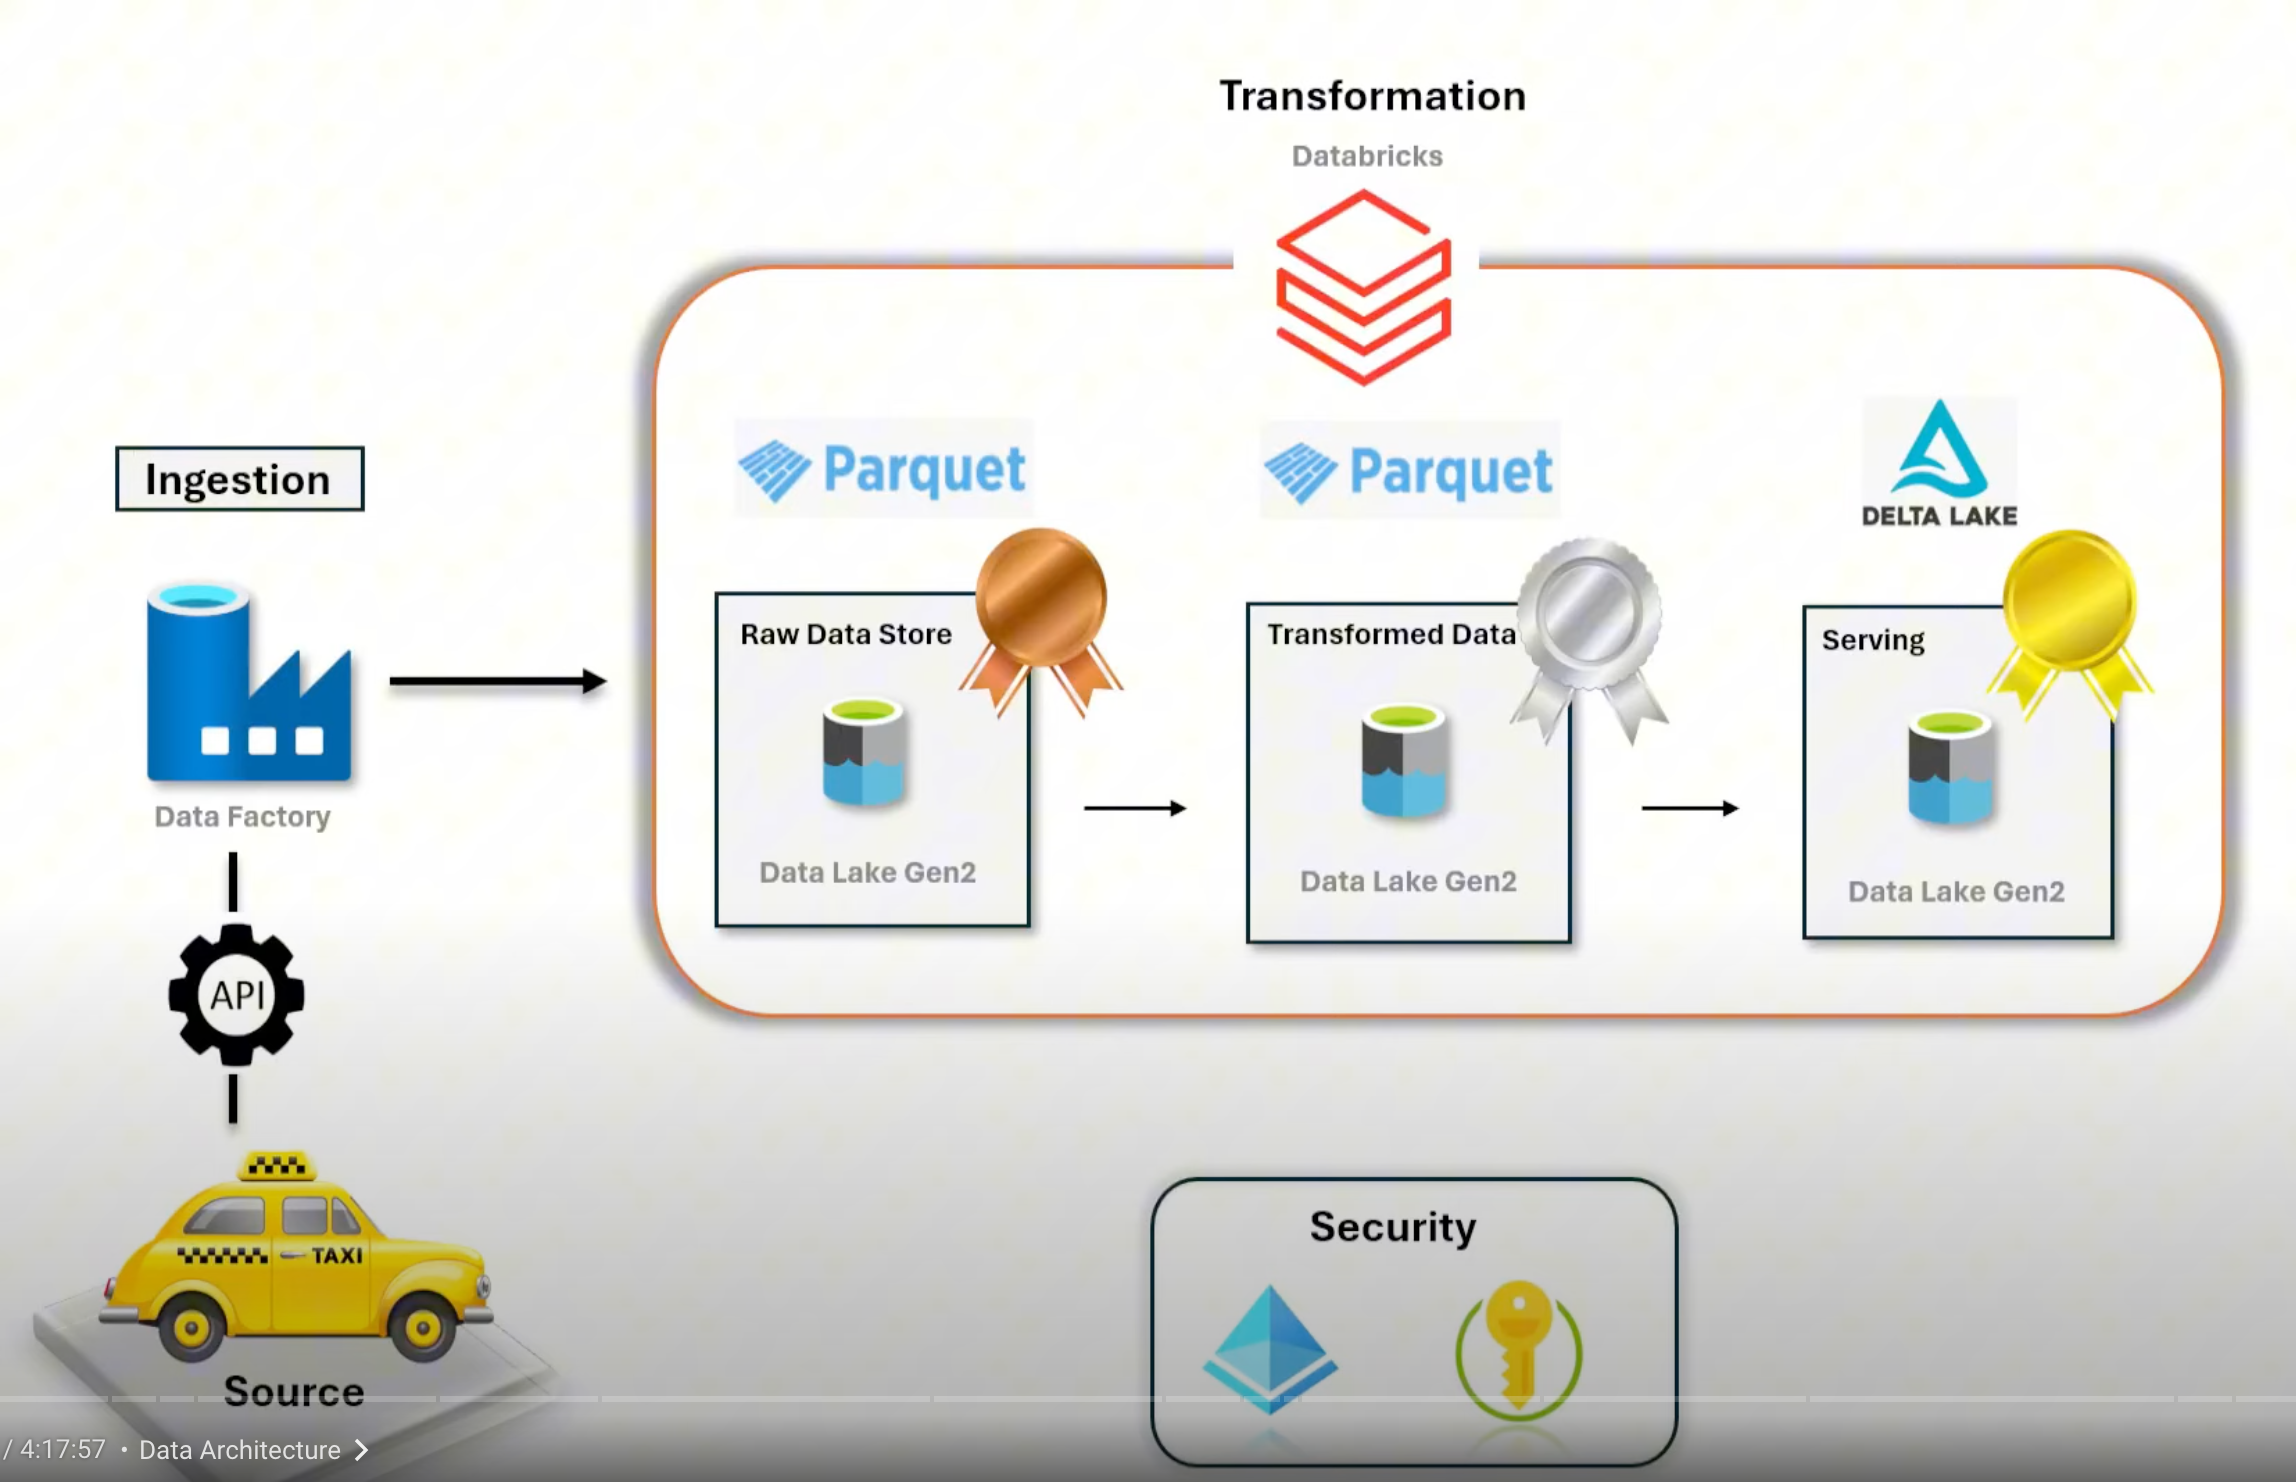 Transformation
Databricks
Ingestion
Parquet
Parquet
DELTA LAKE
Raw Data Store
Transformed Data
Serving
Data Factory
Data Lake Gen2
Data Lake Gen2
Data Lake Gen2
API
TAXI
Source
Security
/ 4:17:57 • Data Architecture